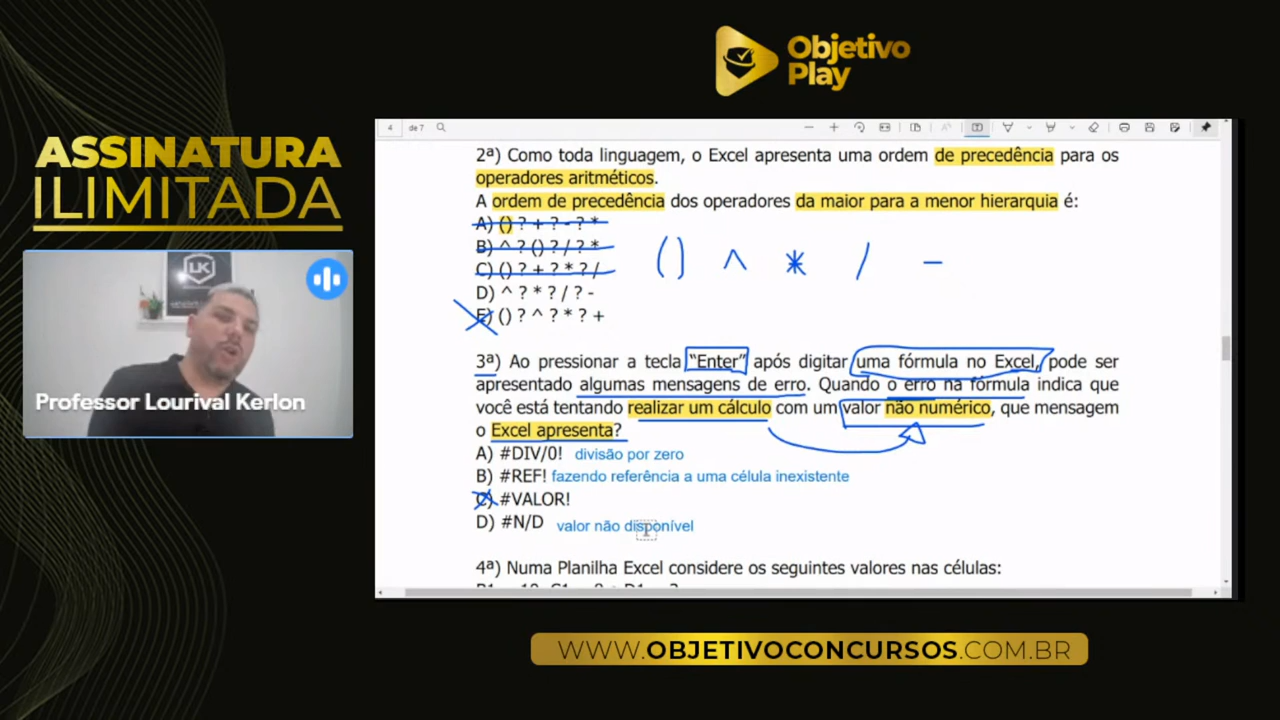 Objetivo
Play
ASSINATURA
ILIMITADA
LK
Professor Lourival Kerlon
4 de 7
2ª) Como toda linguagem, o Excel apresenta uma ordem de precedência para os
operadores aritméticos.
A ordem de precedência dos operadores da maior para a menor hierarquia é:
A) () ? + ? - ? *
B) ^ ? () ? / ? *
C) () ? + ? * ? /
D) ^ ? * ? / ? -
E) () ? ^ ? * ? +
() ^ * / -
3ª) Ao pressionar a tecla “Enter” após digitar uma fórmula no Excel, pode ser
apresentado algumas mensagens de erro. Quando o erro na fórmula indica que
você está tentando realizar um cálculo com um valor não numérico, que mensagem
o Excel apresenta?
A) #DIV/0! divisão por zero
B) #REF! fazendo referência a uma célula inexistente
C) #VALOR!
D) #N/D valor não disponível
4ª) Numa Planilha Excel considere os seguintes valores nas células:
WWW.OBJETIVOCONCURSOS.COM.BR